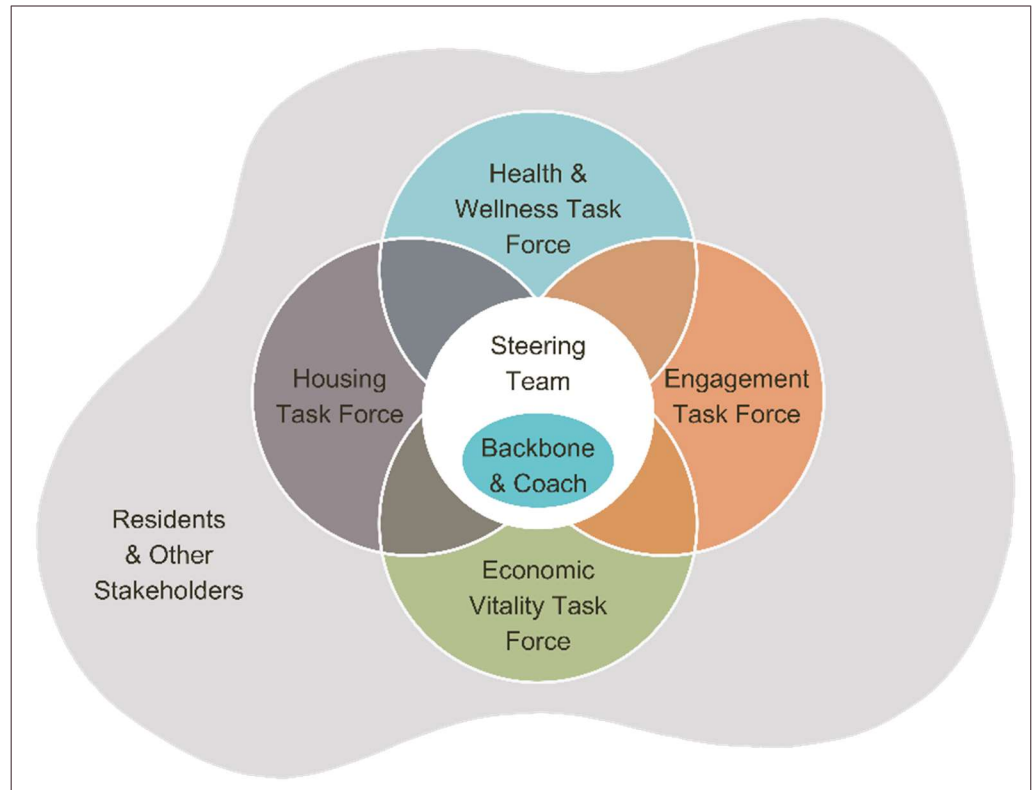 Health &
Wellness Task
Force
Steering
Team
Housing
Task Force
Engagement
Task Force
Backbone
& Coach
Residents
& Other
Stakeholders
Economic
Vitality Task
Force